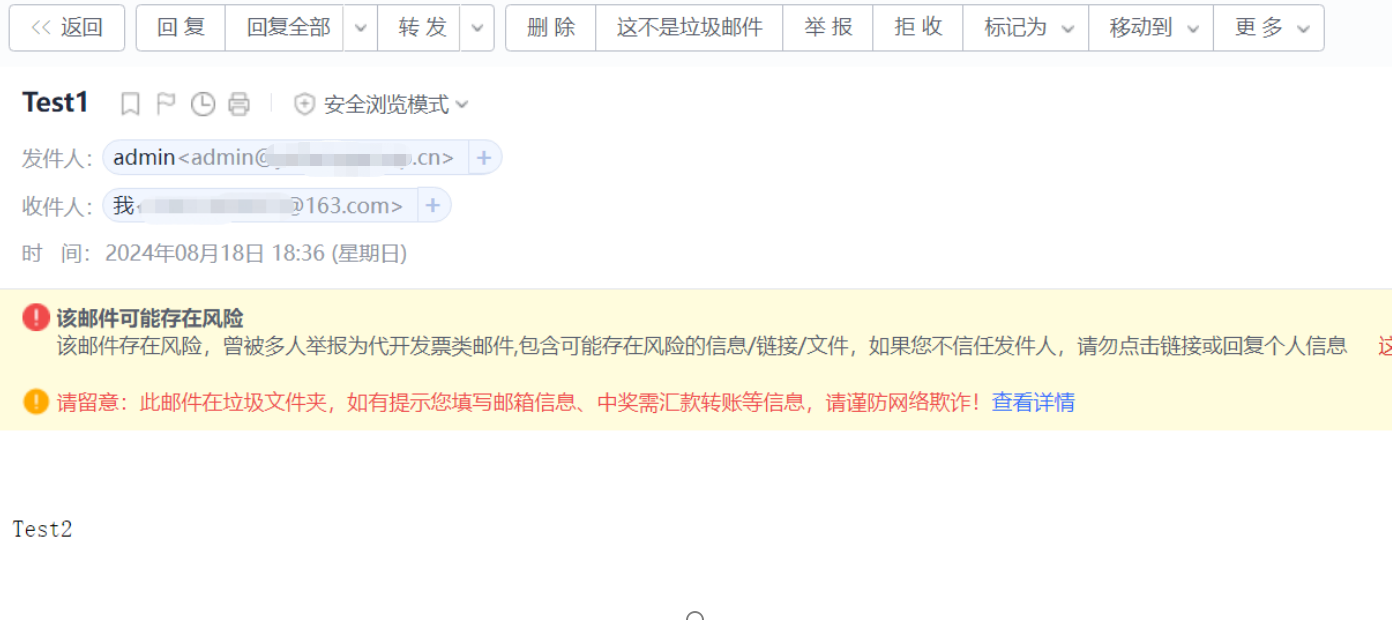 << 返回 回 复 回复全部 转 发 删 除 这不是垃圾邮件 举 报 拒 收 标记为 移动到 更 多
Test1 安全浏览模式
发件人： admin<admin@ .cn> +
收件人： 我< @163.com> +
时 间： 2024年08月18日 18:36 (星期日)
该邮件可能存在风险
该邮件存在风险，曾被多人举报为代开发票类邮件,包含可能存在风险的信息/链接/文件，如果您不信任发件人，请勿点击链接或回复个人信息
请留意：此邮件在垃圾文件夹，如有提示您填写邮箱信息、中奖需汇款转账等信息，请谨防网络欺诈！查看详情
Test2